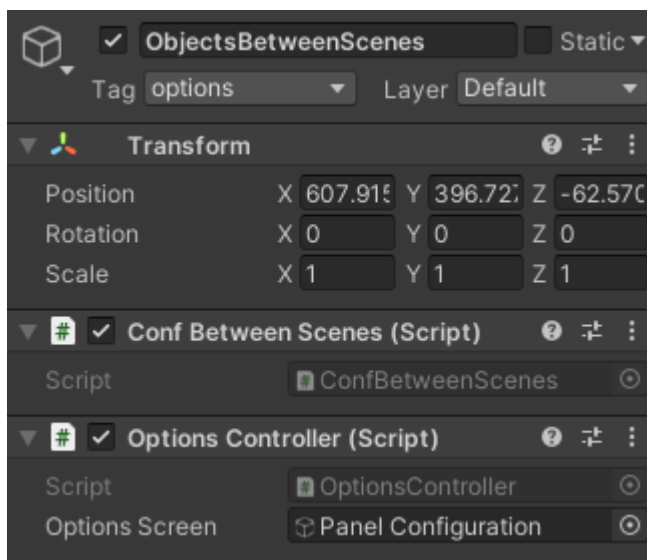 ObjectsBetweenScenes Static
Tag options Layer Default
Transform
Position X 607.915 Y 396.727 Z -62.570
Rotation X 0 Y 0 Z 0
Scale X 1 Y 1 Z 1
# Conf Between Scenes (Script)
Script # ConfBetweenScenes
# Options Controller (Script)
Script # OptionsController
Options Screen Panel Configuration